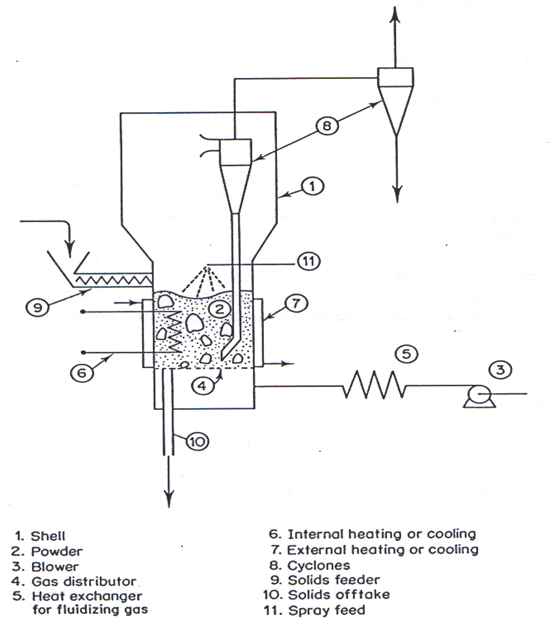 8
1
11
2
9
7
6
4
5
3
10
1. Shell
2. Powder
3. Blower
4. Gas distributor
5. Heat exchanger
for fluidizing gas
6. Internal heating or cooling
7. External heating or cooling
8. Cyclones
9. Solids feeder
10. Solids offtake
11. Spray feed